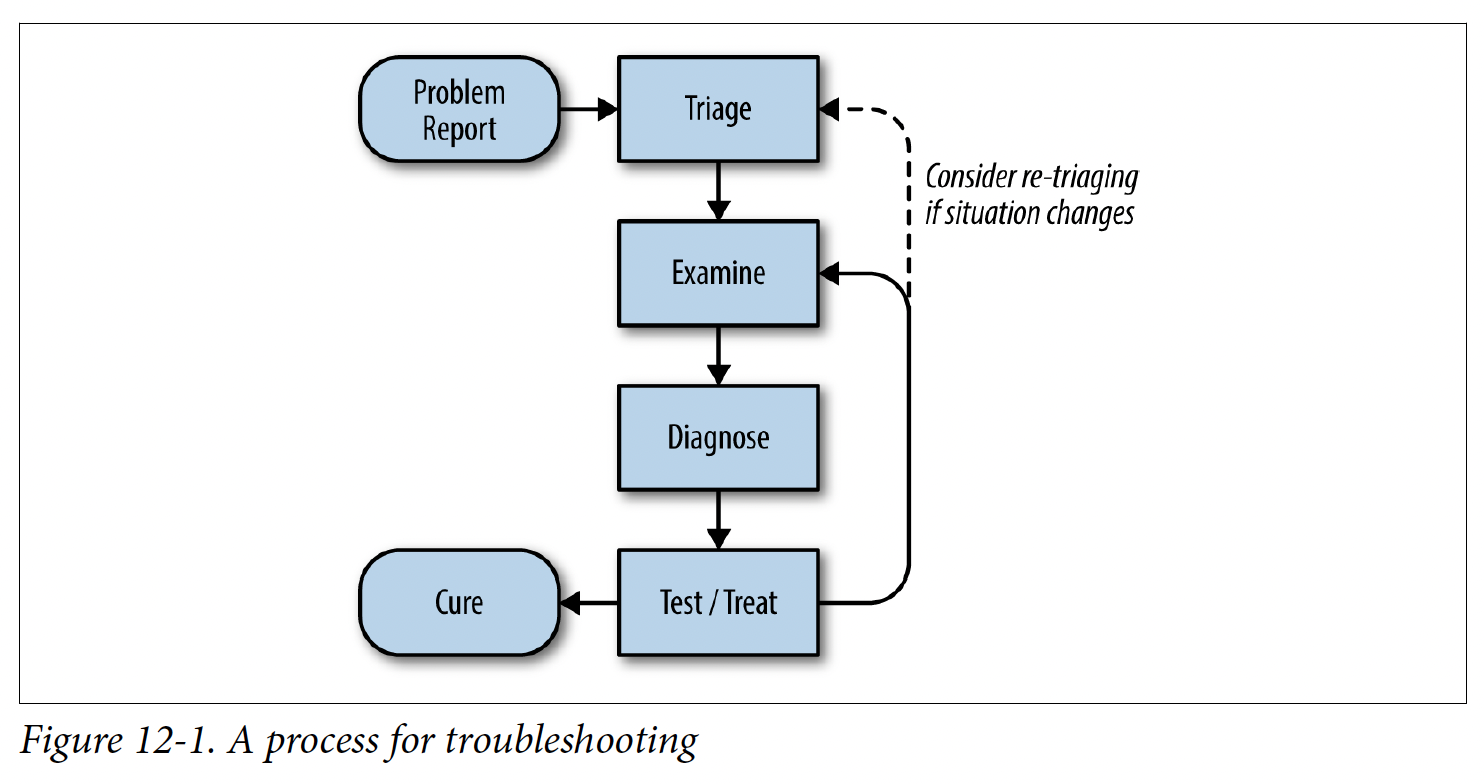 Problem
Report
Triage
Consider re-triaging
if situation changes
Examine
Diagnose
Cure
Test / Treat
Figure 12-1. A process for troubleshooting